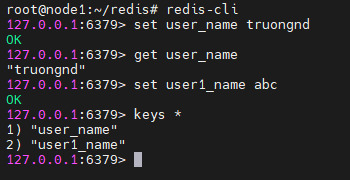 root@node1:~/redis# redis-cli
127.0.0.1:6379> set user_name truongnd
OK
127.0.0.1:6379> get user_name
"truongnd"
127.0.0.1:6379> set user1_name abc
OK
127.0.0.1:6379> keys *
1) "user_name"
2) "user1_name"
127.0.0.1:6379>